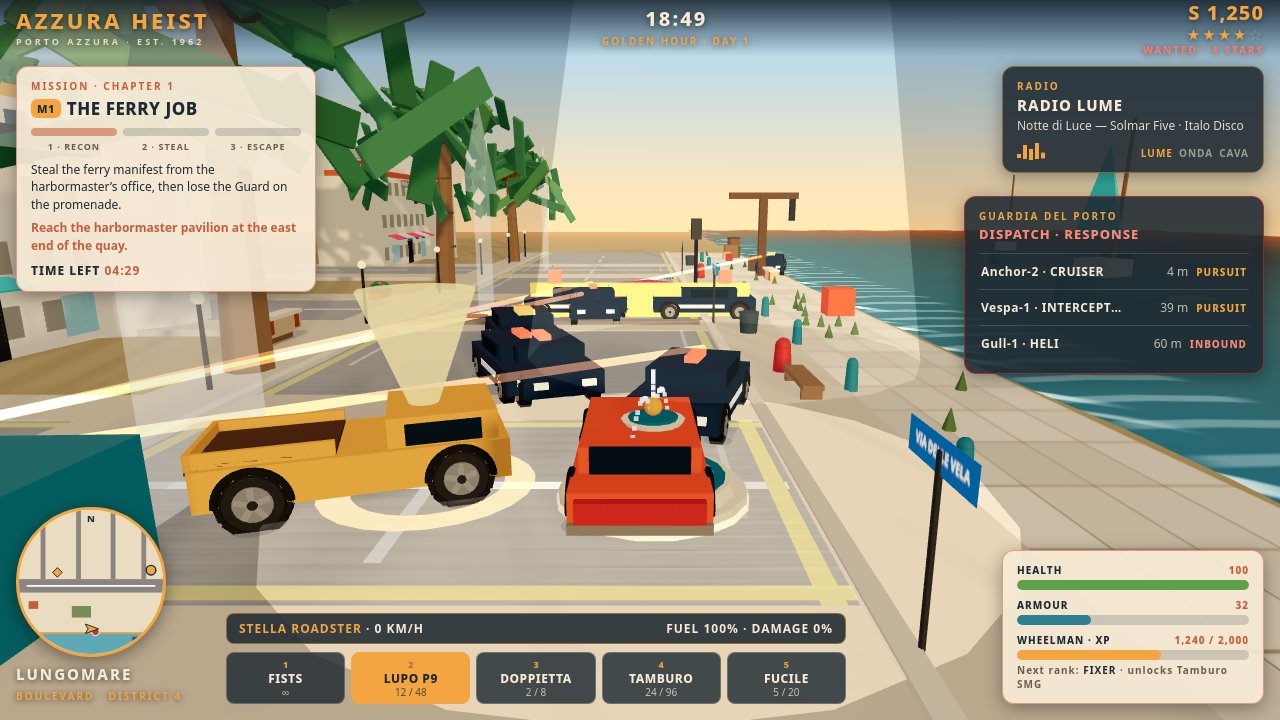 AZZURA HEIST
PORTO AZZURA · EST. 1962
18:49
GOLDEN HOUR · DAY 1
S 1,250
★★★★☆
WANTED · 4 STARS
MISSION · CHAPTER 1
M1 THE FERRY JOB
1 · RECON 2 · STEAL 3 · ESCAPE
Steal the ferry manifest from the
harbormaster's office, then lose the Guard on
the promenade.
Reach the harbormaster pavilion at the east
end of the quay.
TIME LEFT 04:29
RADIO
RADIO LUME
Notte di Luce — Solmar Five · Italo Disco
LUME ONDA CAVA
GUARDIA DEL PORTO
DISPATCH · RESPONSE
Anchor-2 · CRUISER 4 m PURSUIT
Vespa-1 · INTERCEPT... 39 m PURSUIT
Gull-1 · HELI 60 m INBOUND
VELA
N
LUNGOMARE
BOULEVARD · DISTRICT 4
STELLA ROADSTER · 0 KM/H FUEL 100% · DAMAGE 0%
1 FISTS ∞
2 LUPO P9 12 / 48
3 DOPPIETTA 2 / 8
4 TAMBURO 24 / 96
5 FUCILE 5 / 20
HEALTH 100
ARMOUR 32
WHEELMAN · XP 1,240 / 2,000
Next rank: FIXER · unlocks Tamburo
SMG